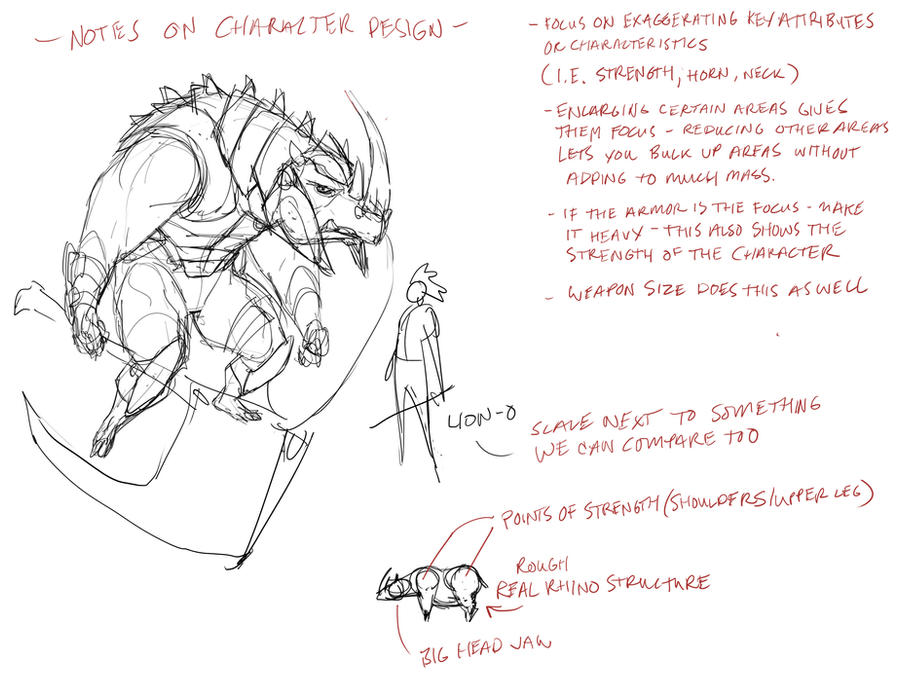 - NOTES ON CHARACTER DESIGN -
- FOCUS ON EXAGGERATING KEY ATTRIBUTES
OR CHARACTERISTICS
(I.E. STRENGTH, HORN, NECK)
- ENLARGING CERTAIN AREAS GIVES
THEM FOCUS - REDUCING OTHER AREAS
LETS YOU BULK UP AREAS WITHOUT
ADDING TO MUCH MASS.
- IF THE ARMOR IS THE FOCUS - MAKE
IT HEAVY - THIS ALSO SHOWS THE
STRENGTH OF THE CHARACTER
- WEAPON SIZE DOES THIS AS WELL
LION-O
SCALE NEXT TO SOMETHING
WE CAN COMPARE TOO
POINTS OF STRENGTH (SHOULDERS/UPPER LEG)
ROUGH
REAL RHINO STRUCTURE
BIG HEAD JAW